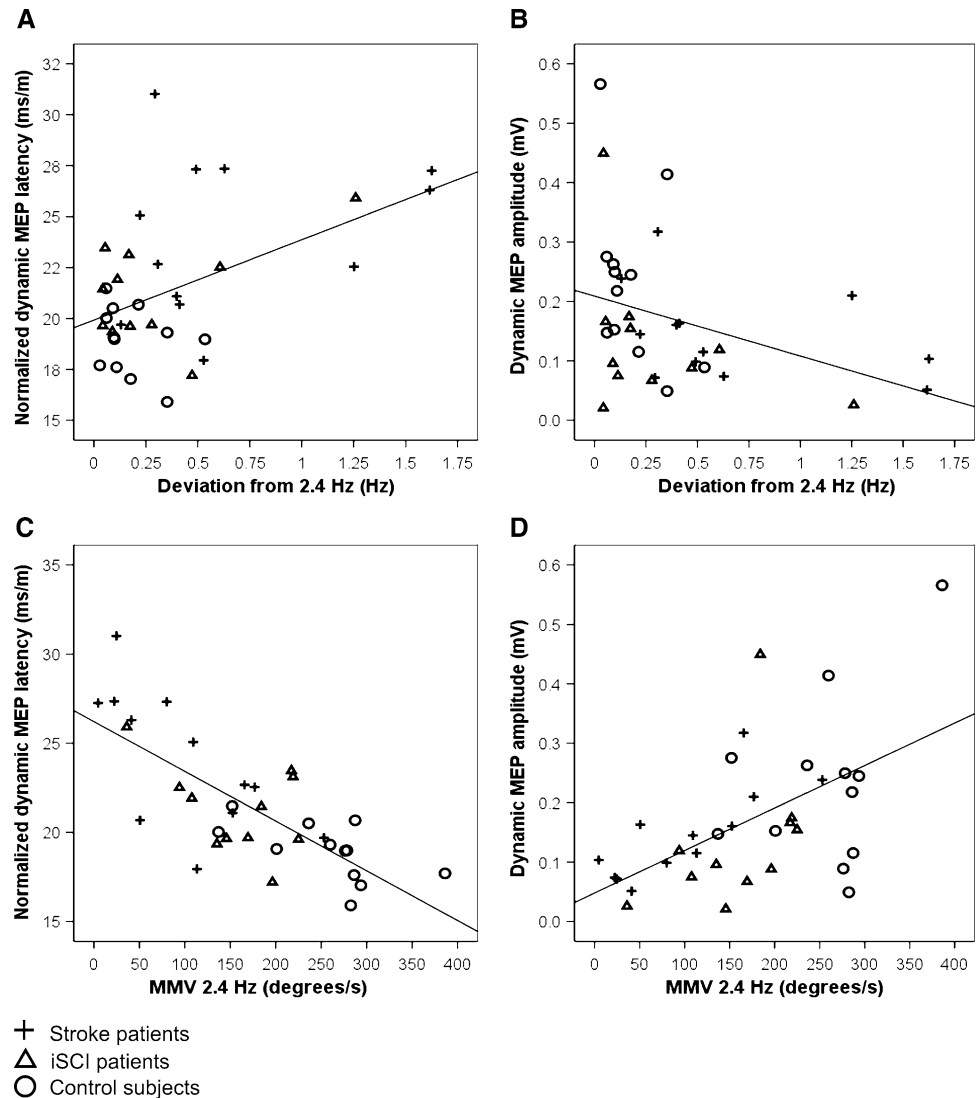 A
Normalized dynamic MEP latency (ms/m)
32
30
28
25
22
20
18
15
0 0.25 0.5 0.75 1 1.25 1.5 1.75
Deviation from 2.4 Hz (Hz)
B
Dynamic MEP amplitude (mV)
0.6
0.5
0.4
0.3
0.2
0.1
0.0
0 0.25 0.5 0.75 1 1.25 1.5 1.75
Deviation from 2.4 Hz (Hz)
C
Normalized dynamic MEP latency (ms/m)
35
30
25
20
15
0 50 100 150 200 250 300 350 400
MMV 2.4 Hz (degrees/s)
D
Dynamic MEP amplitude (mV)
0.6
0.5
0.4
0.3
0.2
0.1
0.0
0 50 100 150 200 250 300 350 400
MMV 2.4 Hz (degrees/s)
Stroke patients
iSCI patients
Control subjects